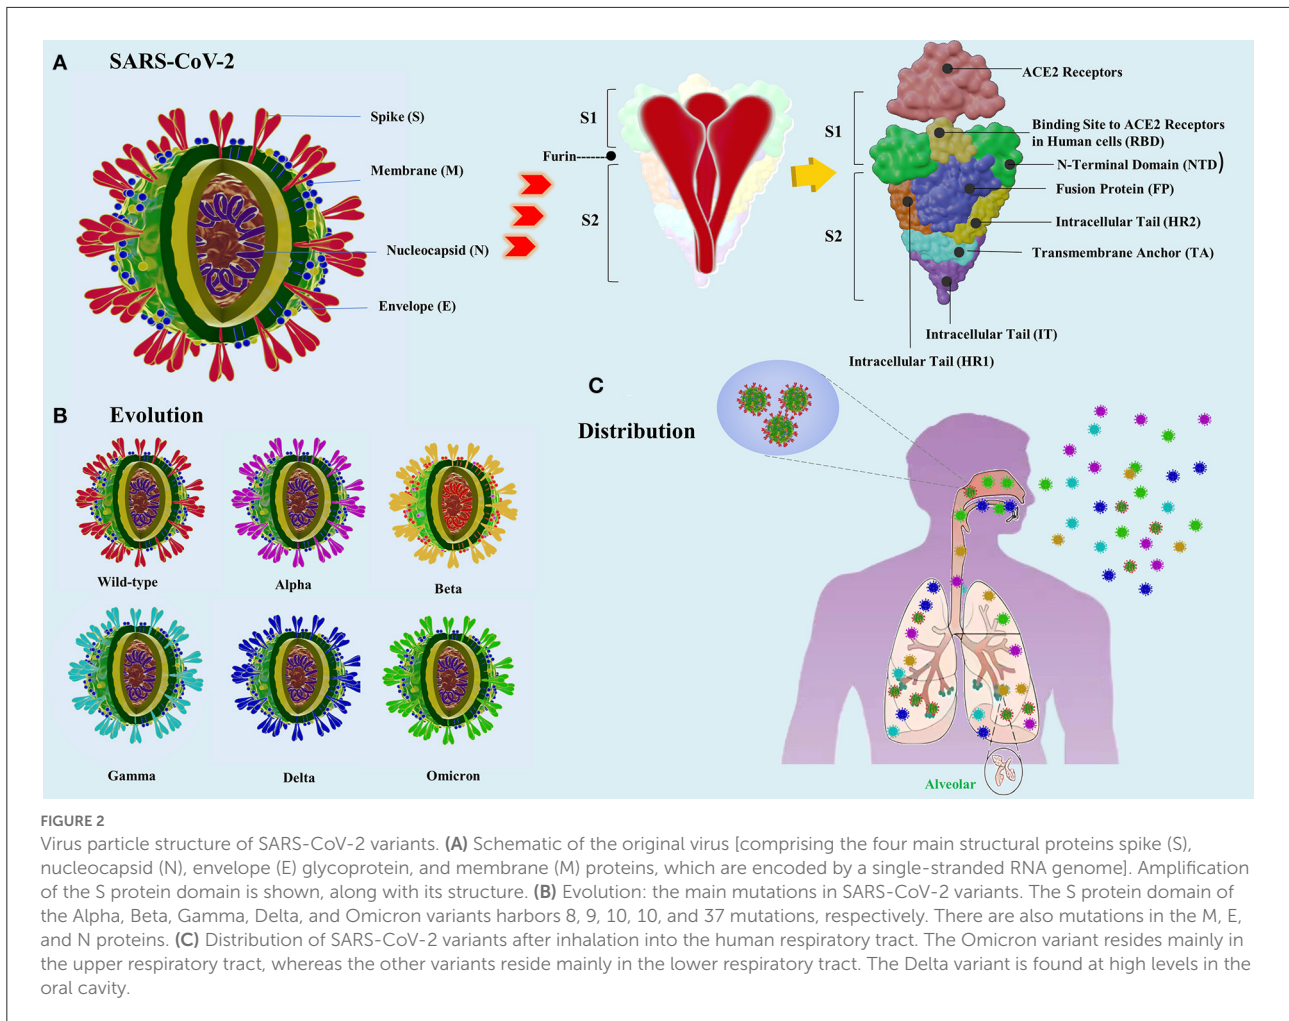 A
SARS-CoV-2
Spike (S)
Membrane (M)
Nucleocapsid (N)
Envelope (E)
S1
Furin------
S2
S1
S2
ACE2 Receptors
Binding Site to ACE2 Receptors
in Human cells (RBD)
N-Terminal Domain (NTD)
Fusion Protein (FP)
Intracellular Tail (HR2)
Transmembrane Anchor (TA)
Intracellular Tail (IT)
Intracellular Tail (HR1)
B
Evolution
Wild-type
Alpha
Beta
Gamma
Delta
Omicron
C
Distribution
Alveolar
FIGURE 2
Virus particle structure of SARS-CoV-2 variants. (A) Schematic of the original virus [comprising the four main structural proteins spike (S),
nucleocapsid (N), envelope (E) glycoprotein, and membrane (M) proteins, which are encoded by a single-stranded RNA genome]. Amplification
of the S protein domain is shown, along with its structure. (B) Evolution: the main mutations in SARS-CoV-2 variants. The S protein domain of
the Alpha, Beta, Gamma, Delta, and Omicron variants harbors 8, 9, 10, 10, and 37 mutations, respectively. There are also mutations in the M, E,
and N proteins. (C) Distribution of SARS-CoV-2 variants after inhalation into the human respiratory tract. The Omicron variant resides mainly in
the upper respiratory tract, whereas the other variants reside mainly in the lower respiratory tract. The Delta variant is found at high levels in the
oral cavity.